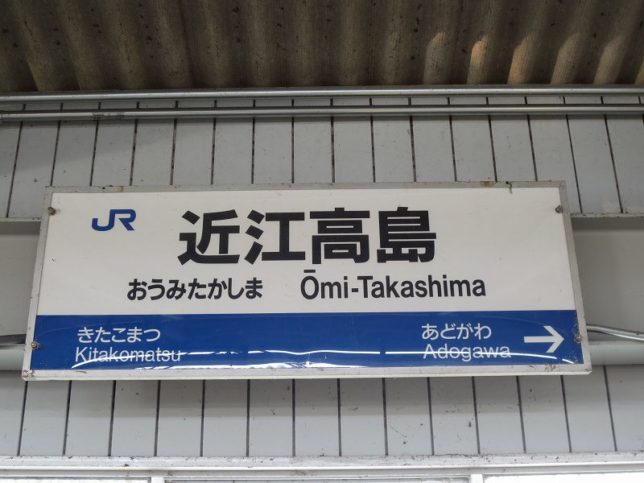 JR 近江高島
おうみたかしま Ōmi-Takashima
きたこまつ あどがわ →
Kitakomatsu Adogawa